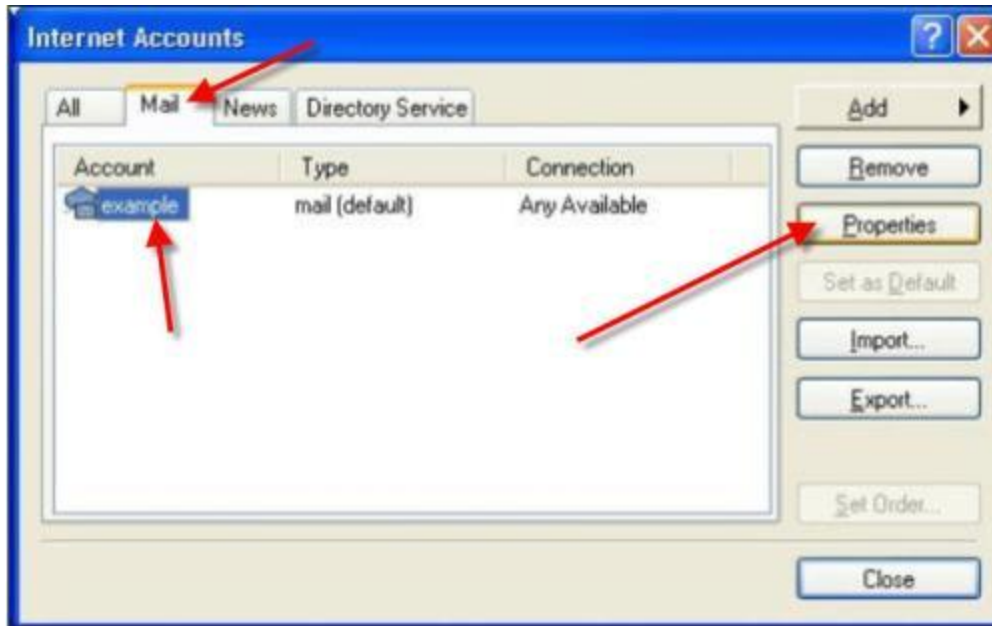 Internet Accounts
All Mail News Directory Service
Add
Account Type Connection
Remove
example mail (default) Any Available
Properties
Set as Default
Import...
Export...
Set Order...
Close